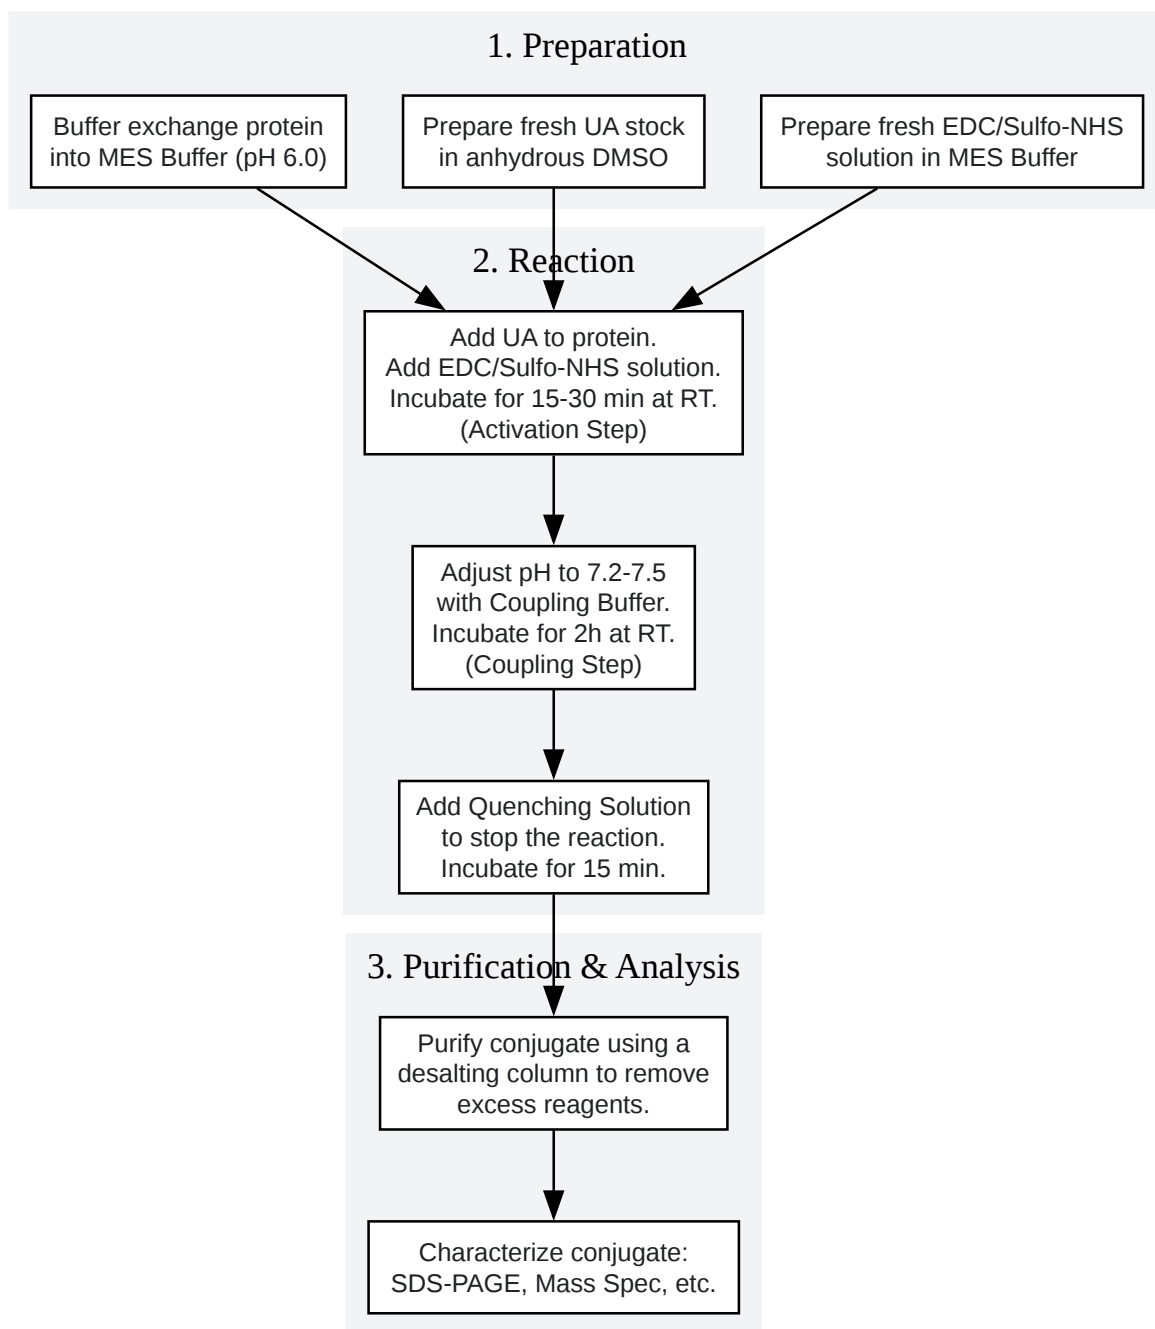 1. Preparation
Buffer exchange protein
into MES Buffer (pH 6.0)
Prepare fresh UA stock
in anhydrous DMSO
Prepare fresh EDC/Sulfo-NHS
solution in MES Buffer
2. Reaction
Add UA to protein.
Add EDC/Sulfo-NHS solution.
Incubate for 15-30 min at RT.
(Activation Step)
Adjust pH to 7.2-7.5
with Coupling Buffer.
Incubate for 2h at RT.
(Coupling Step)
Add Quenching Solution
to stop the reaction.
Incubate for 15 min.
3. Purification & Analysis
Purify conjugate using a
desalting column to remove
excess reagents.
Characterize conjugate:
SDS-PAGE, Mass Spec, etc.